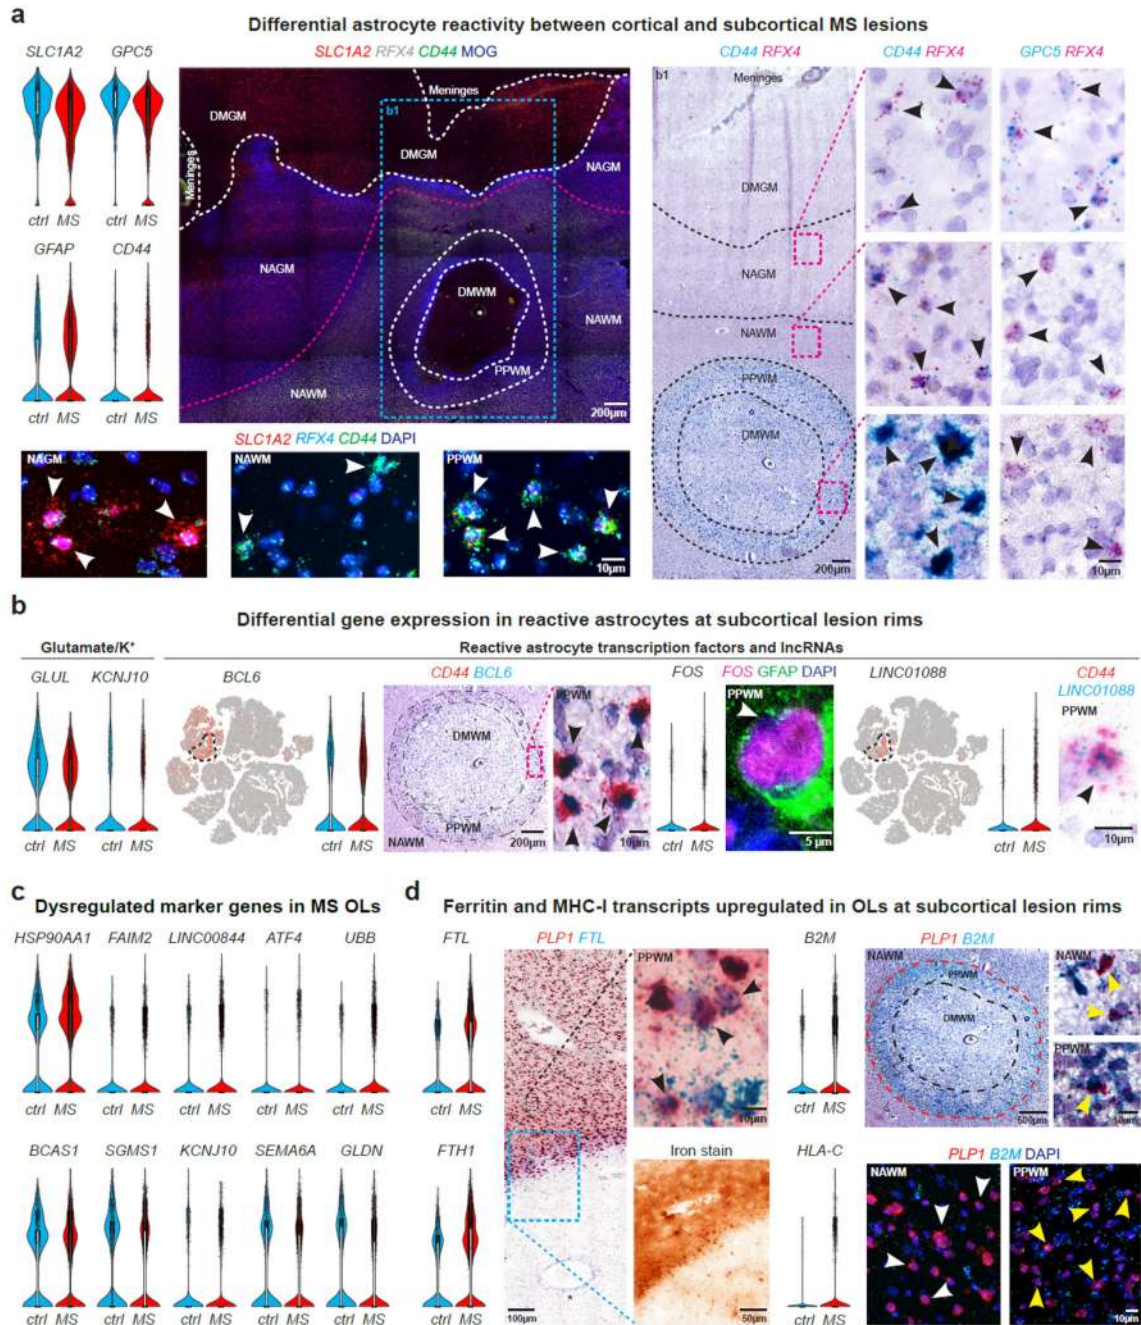 a
Differential astrocyte reactivity between cortical and subcortical MS lesions
SLC1A2 GPC5
ctrl MS ctrl MS
GFAP CD44
ctrl MS ctrl MS
SLC1A2 RFX4 CD44 MOG
Meninges
b1
DMGM
DMGM
Meninges
NAGM
NAGM
DMWM
NAWM
PPWM
NAWM
200µm
SLC1A2 RFX4 CD44 DAPI
NAGM
NAWM
PPWM
10µm
CD44 RFX4
b1
Meninges
DMGM
NAGM
NAWM
PPWM
DMWM
200µm
CD44 RFX4
GPC5 RFX4
10µm
b
Differential gene expression in reactive astrocytes at subcortical lesion rims
Glutamate/K+
Reactive astrocyte transcription factors and lncRNAs
GLUL KCNJ10
ctrl MS ctrl MS
BCL6
ctrl MS
CD44 BCL6
DMWM
PPWM
NAWM
200µm
PPWM
10µm
FOS
ctrl MS
FOS GFAP DAPI
PPWM
5 µm
LINC01088
ctrl MS
CD44
LINC01088
PPWM
10µm
c
Dysregulated marker genes in MS OLs
HSP90AA1 FAIM2 LINC00844 ATF4 UBB
ctrl MS ctrl MS ctrl MS ctrl MS ctrl MS
BCAS1 SGMS1 KCNJ10 SEMA6A GLDN
ctrl MS ctrl MS ctrl MS ctrl MS ctrl MS
d
Ferritin and MHC-I transcripts upregulated in OLs at subcortical lesion rims
FTL
ctrl MS
FTH1
ctrl MS
PLP1 FTL
100µm
PPWM
10µm
Iron stain
50µm
B2M
ctrl MS
HLA-C
ctrl MS
PLP1 B2M
NAWM
PPWM
DMWM
500µm
NAWM
PPWM
10µm
PLP1 B2M DAPI
NAWM
PPWM
10µm